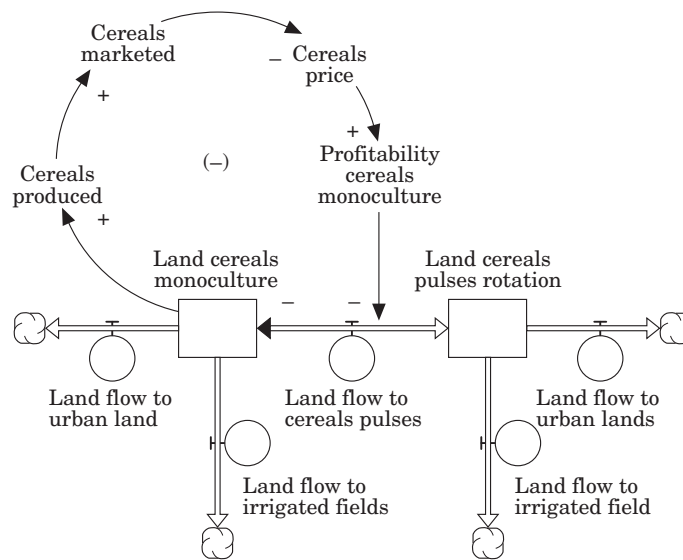 Cereals
marketed
–
Cereals
price
+
+
Profitability
cereals
monoculture
(–)
Cereals
produced
+
Land cereals
monoculture
Land cereals
pulses rotation
–
–
Land flow to
urban land
Land flow to
cereals pulses
Land flow to
urban lands
Land flow to
irrigated fields
Land flow to
irrigated field